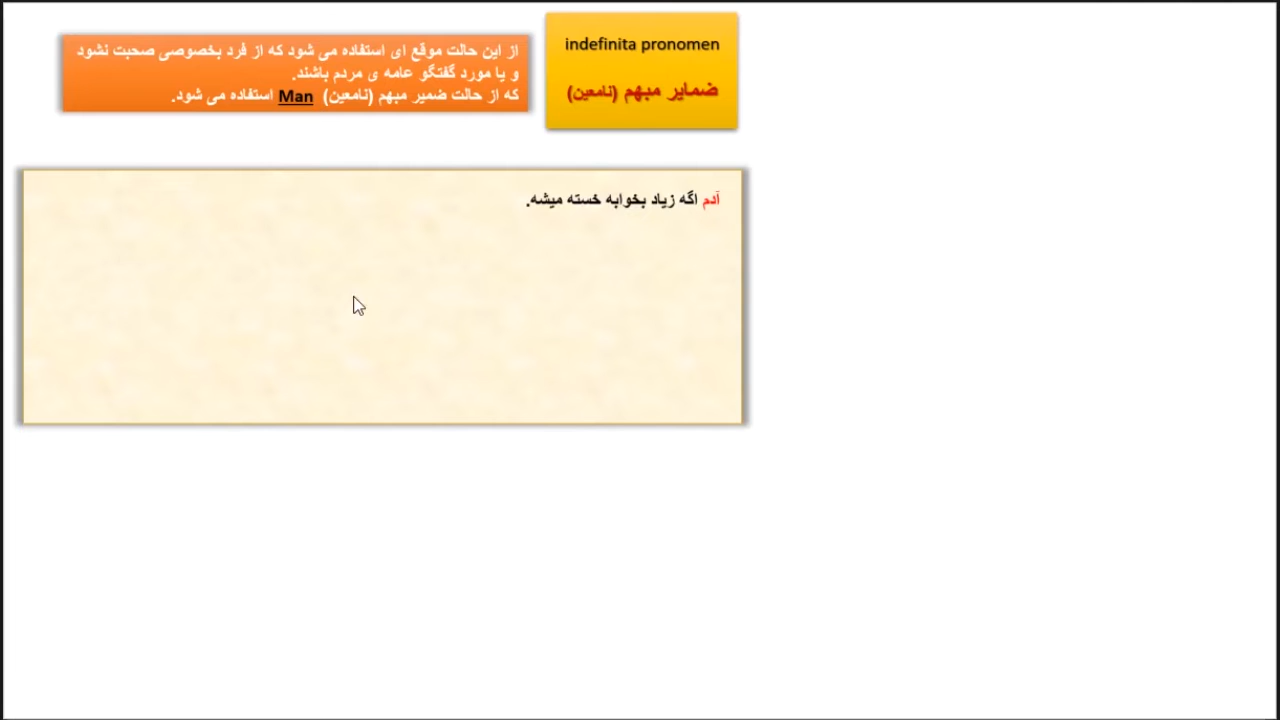 indefinita pronomen
ضمایر مبهم (نامعین)
از این حالت موقع ای استفاده می شود که از فرد بخصوصی صحبت نشود
و یا مورد گفتگو عامه ی مردم باشند.
که از حالت ضمیر مبهم (نامعین) Man استفاده می شود.
آدم اگه زیاد بخوابه خسته میشه.